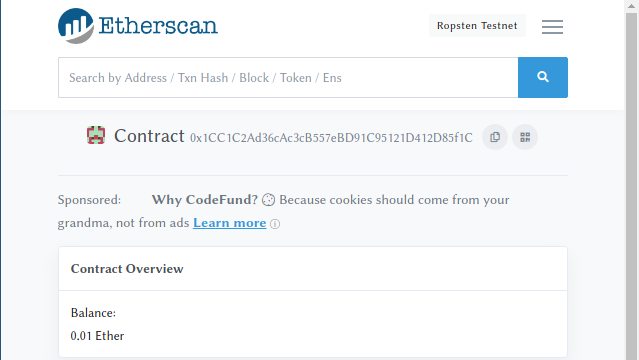 Etherscan
Ropsten Testnet
Search by Address / Txn Hash / Block / Token / Ens
Contract 0x1CC1C2Ad36cAc3cB557eBD91C95121D412D85f1C
Sponsored: Why CodeFund? 🍪 Because cookies should come from your
grandma, not from ads Learn more ⓘ
Contract Overview
Balance:
0.01 Ether